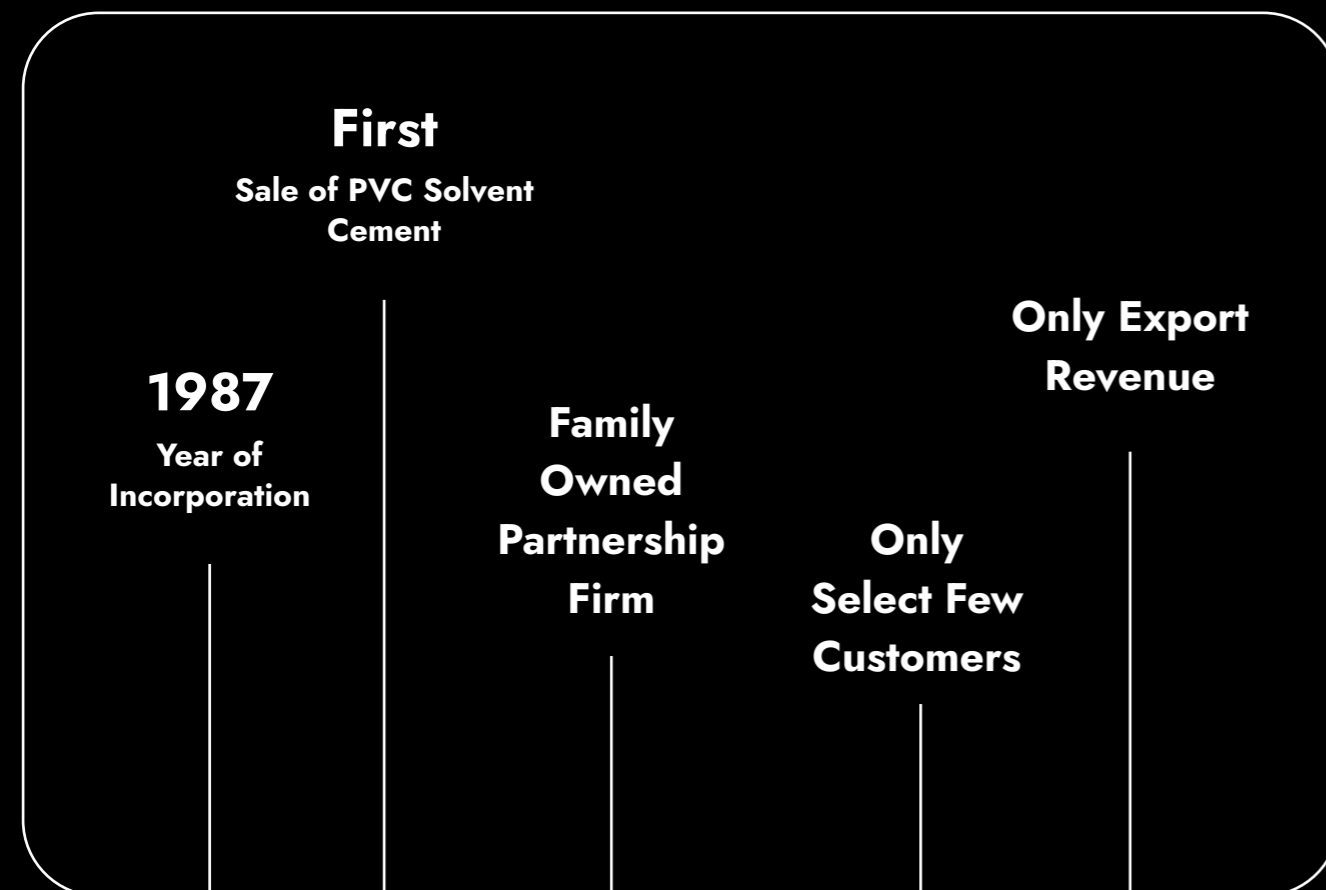 First
Sale of PVC Solvent
Cement
1987
Year of
Incorporation
Family
Owned
Partnership
Firm
Only
Select Few
Customers
Only Export
Revenue